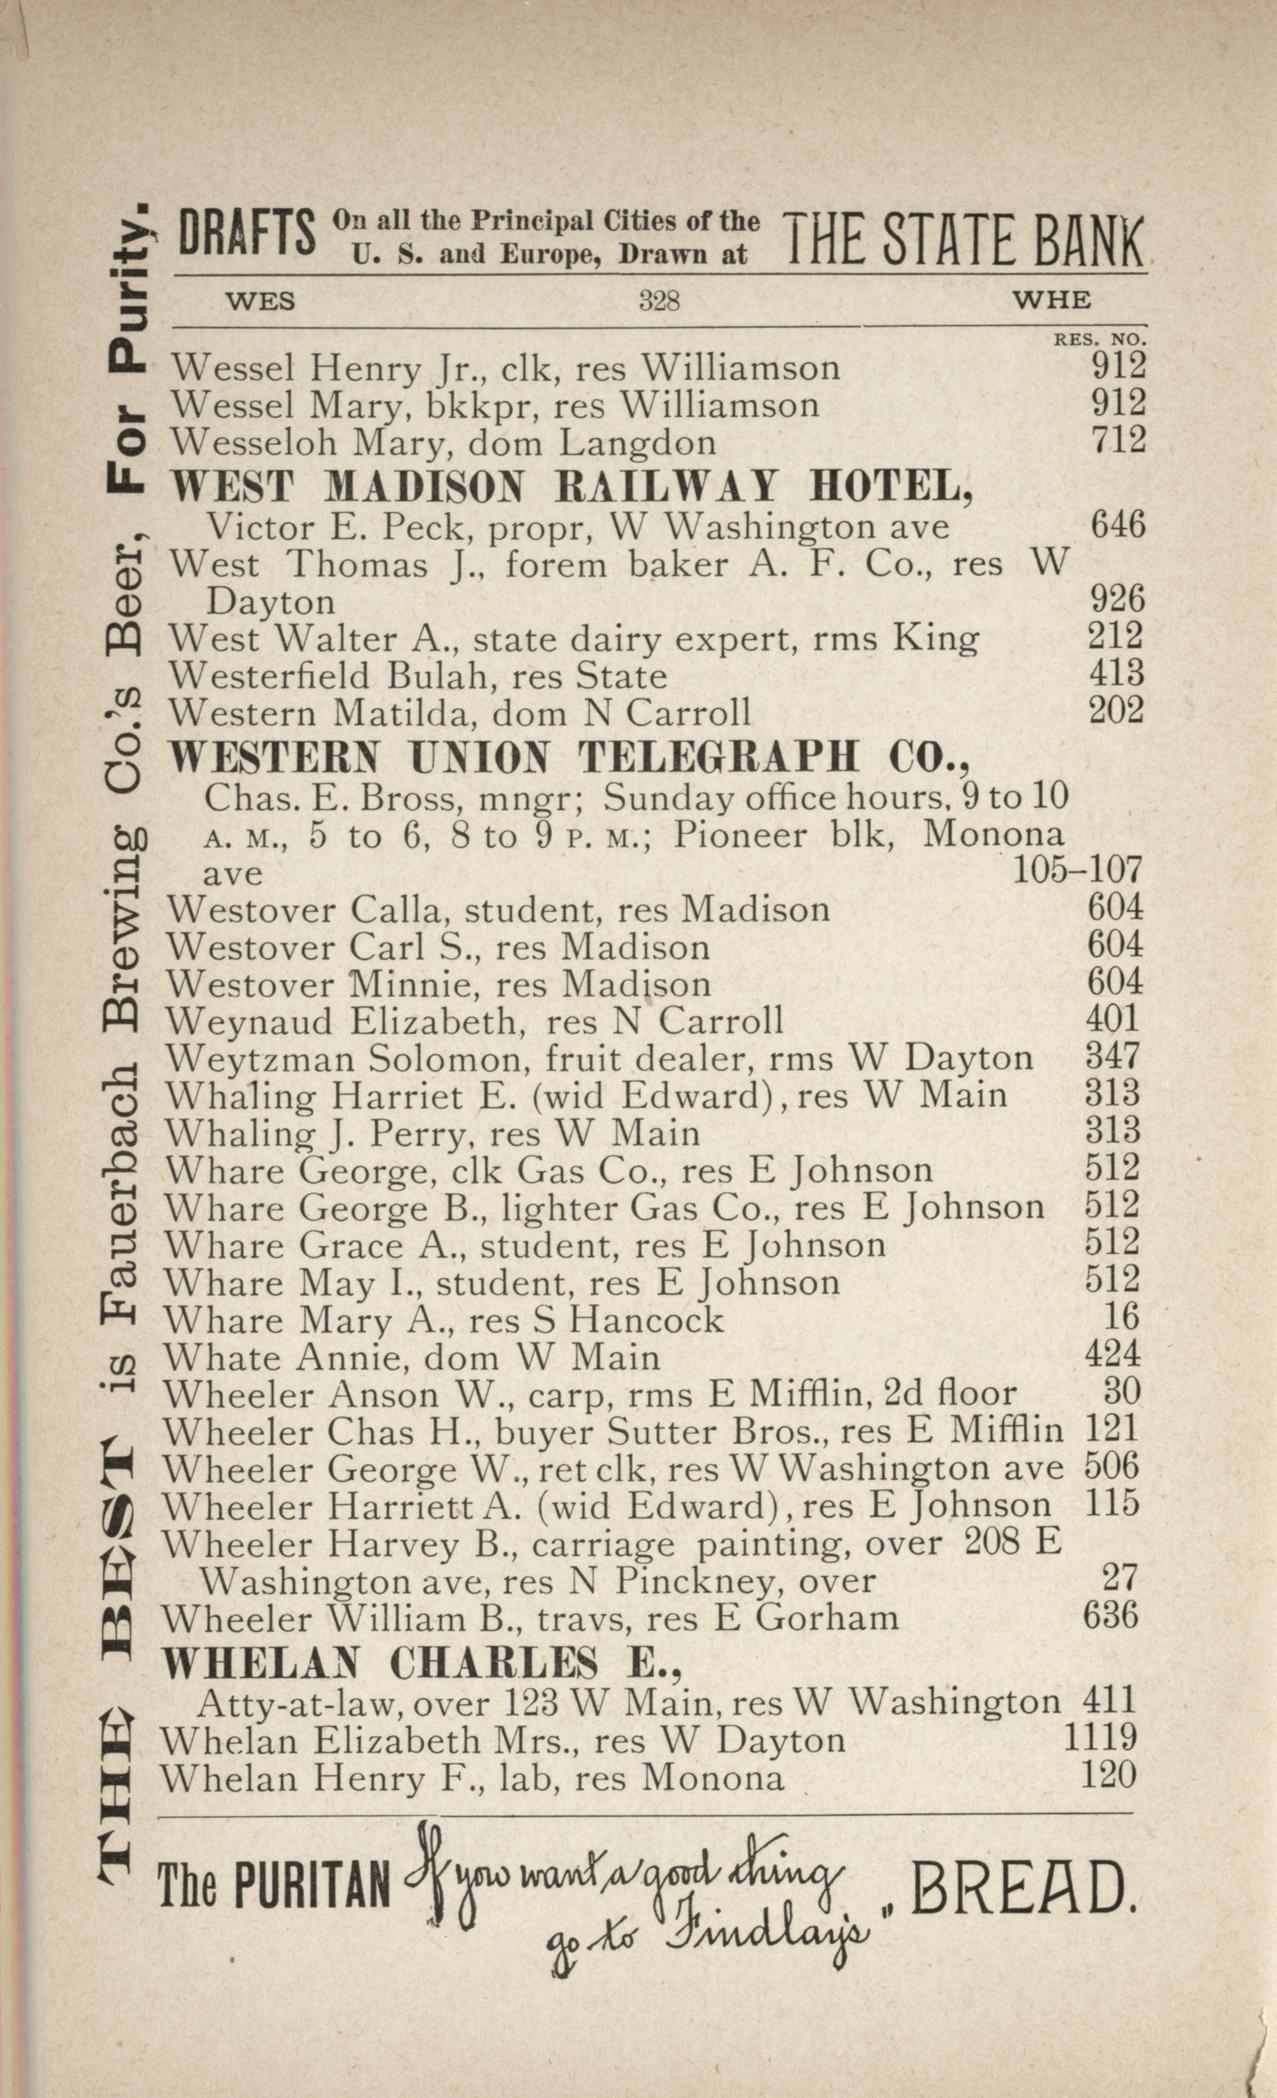 DRAFTS On all the Principal Cities of the U. S. and Europe, Drawn at THE STATE BANK
WES 328 WHE
RES. NO.
Wessel Henry Jr., clk, res Williamson 912
Wessel Mary, bkkpr, res Williamson 912
Wesseloh Mary, dom Langdon 712
WEST MADISON RAILWAY HOTEL,
Victor E. Peck, propr, W Washington ave 646
West Thomas J., forem baker A. F. Co., res W
Dayton 926
West Walter A., state dairy expert, rms King 212
Westerfield Bulah, res State 413
Western Matilda, dom N Carroll 202
WESTERN UNION TELEGRAPH CO.,
Chas. E. Bross, mngr; Sunday office hours, 9 to 10
A. M., 5 to 6, 8 to 9 P. M.; Pioneer blk, Monona
ave 105–107
Westover Calla, student, res Madison 604
Westover Carl S., res Madison 604
Westover Minnie, res Madison 604
Weynaud Elizabeth, res N Carroll 401
Weytzman Solomon, fruit dealer, rms W Dayton 347
Whaling Harriet E. (wid Edward), res W Main 313
Whaling J. Perry, res W Main 313
Whare George, clk Gas Co., res E Johnson 512
Whare George B., lighter Gas Co., res E Johnson 512
Whare Grace A., student, res E Johnson 512
Whare May I., student, res E Johnson 512
Whare Mary A., res S Hancock 16
Whate Annie, dom W Main 424
Wheeler Anson W., carp, rms E Mifflin, 2d floor 30
Wheeler Chas H., buyer Sutter Bros., res E Mifflin 121
Wheeler George W., ret clk, res W Washington ave 506
Wheeler Harriett A. (wid Edward), res E Johnson 115
Wheeler Harvey B., carriage painting, over 208 E
Washington ave, res N Pinckney, over 27
Wheeler William B., travs, res E Gorham 636
WHELAN CHARLES E.,
Atty-at-law, over 123 W Main, res W Washington 411
Whelan Elizabeth Mrs., res W Dayton 1119
Whelan Henry F., lab, res Monona 120
The PURITAN If you want a good thing go to "Findlay's" BREAD.
THE BEST is Fauerbach Brewing Co.'s Beer, For Purity.